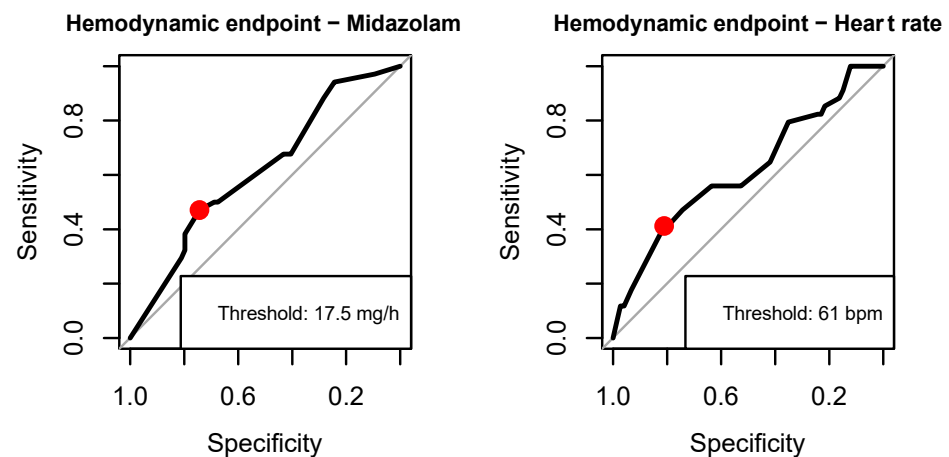 Hemodynamic endpoint − Midazolam
Sensitivity
0.8
0.4
0.0
Threshold: 17.5 mg/h
1.0 0.6 0.2
Specificity
Hemodynamic endpoint − Heart rate
Sensitivity
0.8
0.4
0.0
Threshold: 61 bpm
1.0 0.6 0.2
Specificity